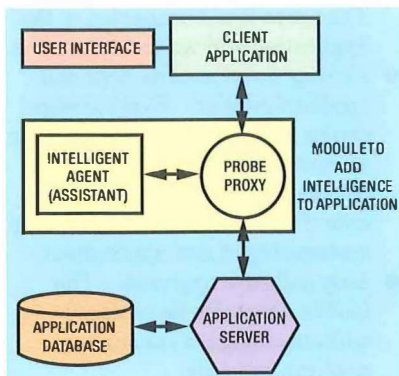 USER INTERFACE
CLIENT
APPLICATION
INTELLIGENT
AGENT
(ASSISTANT)
PROBE
PROXY
MODULETO
ADD
INTELLIGENCE
TO APPLICATION
APPLICATION
DATABASE
APPLICATION
SERVER